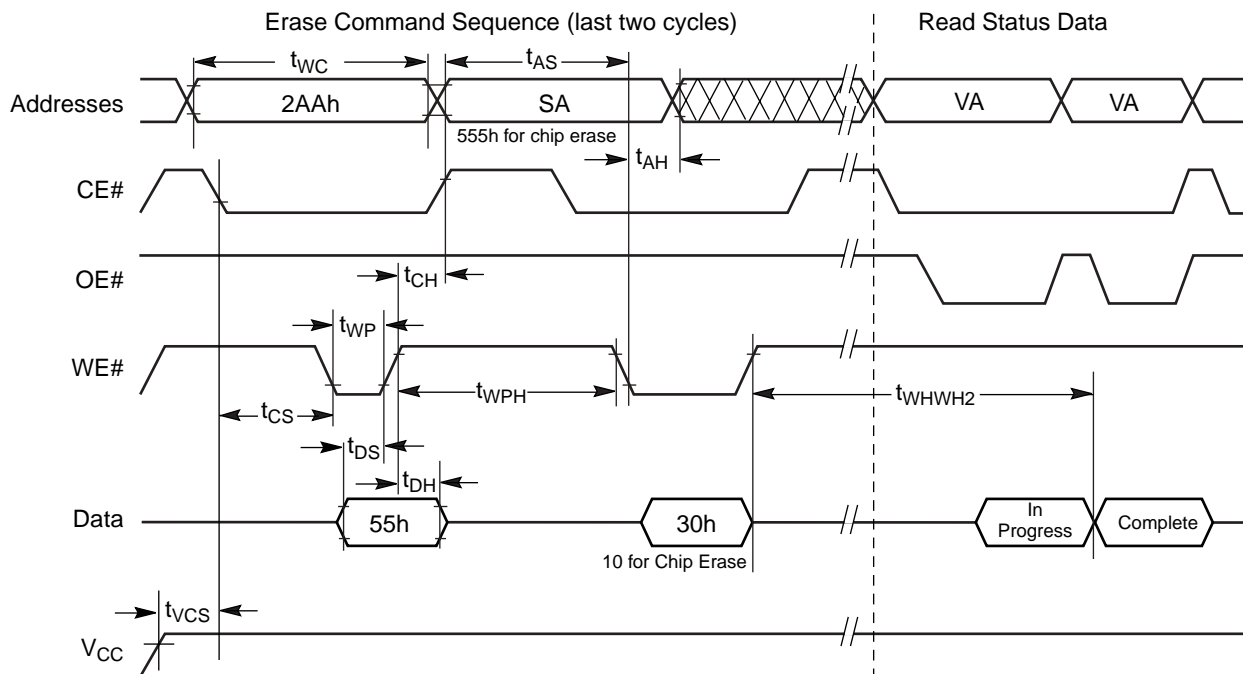 Erase Command Sequence (last two cycles) Read Status Data
tWC tAS
Addresses 2AAh SA VA VA
555h for chip erase
tAH
CE#
OE#
tCH
tWP
WE#
tWPH tWHWH2
tCS
tDS
tDH
Data 55h 30h In Progress Complete
10 for Chip Erase
tVCS
VCC